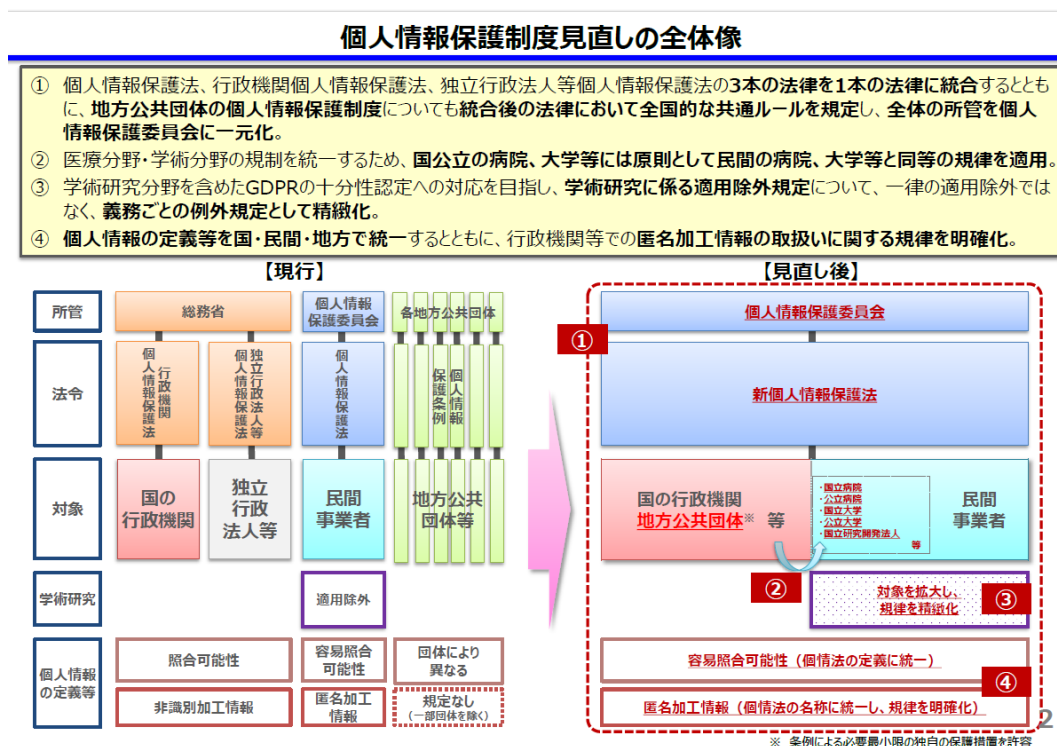 個人情報保護制度見直しの全体像
① 個人情報保護法、行政機関個人情報保護法、独立行政法人等個人情報保護法の3本の法律を1本の法律に統合するととも
に、地方公共団体の個人情報保護制度についても統合後の法律において全国的な共通ルールを規定し、全体の所管を個人
情報保護委員会に一元化。
② 医療分野・学術分野の規制を統一するため、国公立の病院、大学等には原則として民間の病院、大学等と同等の規律を適用。
③ 学術研究分野を含めたGDPRの十分性認定への対応を目指し、学術研究に係る適用除外規定について、一律の適用除外では
なく、義務ごとの例外規定として精緻化。
④ 個人情報の定義等を国・民間・地方で統一するとともに、行政機関等での匿名加工情報の取扱いに関する規律を明確化。
【現行】
所管
総務省
個人情報
保護委員会
各地方公共団体
法令
行政機関
個人情報保護法
独立行政法人等
個人情報保護法
個人情報保護法
個人情報
保護条例
対象
国の
行政機関
独立
行政
法人等
民間
事業者
地方公共
団体等
学術研究
適用除外
個人情報
の定義等
照合可能性
容易照合
可能性
団体により
異なる
非識別加工情報
匿名加工
情報
規定なし
(一部団体を除く)
【見直し後】
①
個人情報保護委員会
新個人情報保護法
国の行政機関
地方公共団体※ 等
・国立病院
・公立病院
・国立大学
・公立大学
・国立研究開発法人
等
民間
事業者
②
対象を拡大し、
規律を精緻化
③
容易照合可能性（個情法の定義に統一）
④
匿名加工情報（個情法の名称に統一し、規律を明確化）
2
※ 条例による必要最小限の独自の保護措置を許容